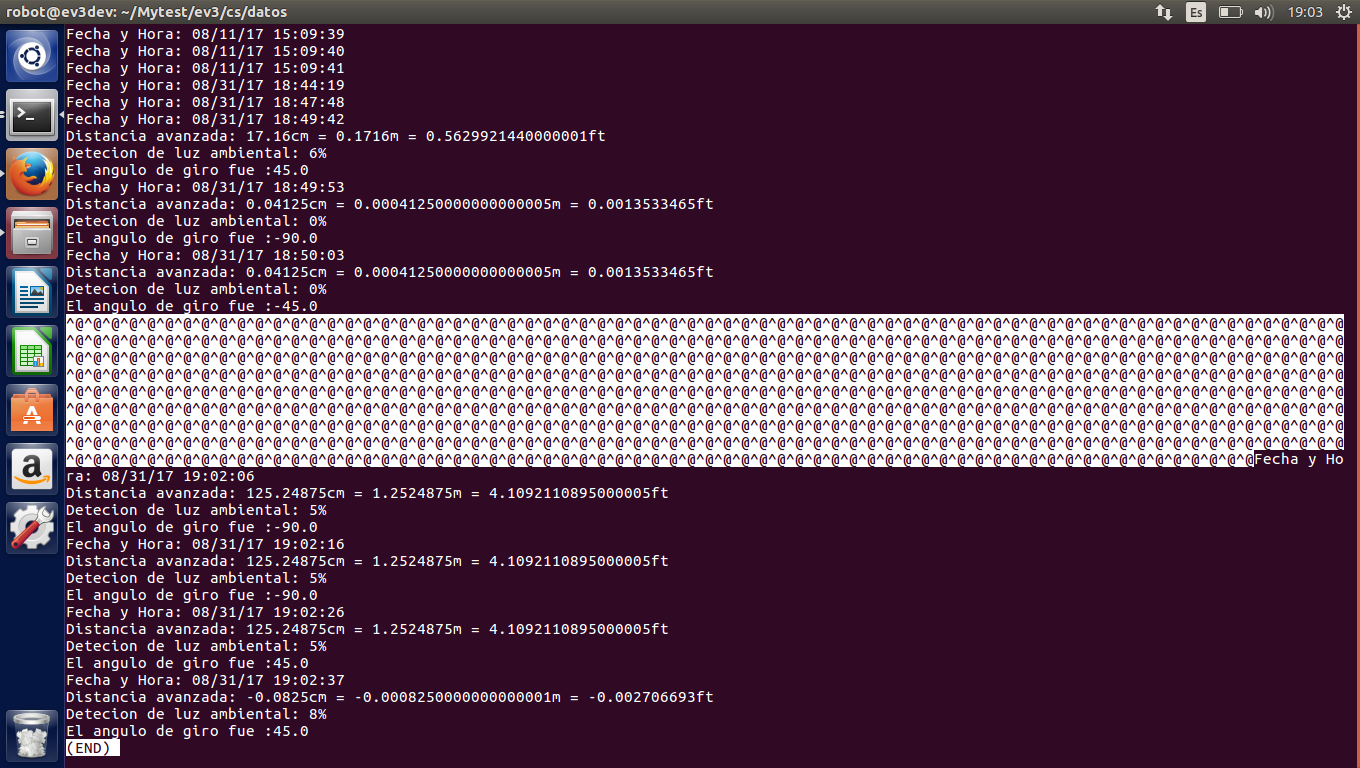 robot@ev3dev: ~/Mytest/ev3/cs/datos
Es
19:03
Fecha y Hora: 08/11/17 15:09:39
Fecha y Hora: 08/11/17 15:09:40
Fecha y Hora: 08/11/17 15:09:41
Fecha y Hora: 08/31/17 18:44:19
Fecha y Hora: 08/31/17 18:47:48
Fecha y Hora: 08/31/17 18:49:42
Distancia avanzada: 17.16cm = 0.1716m = 0.5629921440000001ft
Detecion de luz ambiental: 6%
El angulo de giro fue :45.0
Fecha y Hora: 08/31/17 18:49:53
Distancia avanzada: 0.04125cm = 0.00041250000000000005m = 0.0013533465ft
Detecion de luz ambiental: 0%
El angulo de giro fue :-90.0
Fecha y Hora: 08/31/17 18:50:03
Distancia avanzada: 0.04125cm = 0.00041250000000000005m = 0.0013533465ft
Detecion de luz ambiental: 0%
El angulo de giro fue :-45.0
^@^@^@^@^@^@^@^@^@^@^@^@^@^@^@^@^@^@^@^@^@^@^@^@^@^@^@^@^@^@^@^@^@^@^@^@^@^@^@^@^@^@^@^@^@^@^@^@^@^@^@^@^@^@^@^@^@^@^@^@^@^@^@^@^@^@^@^@^@^@^@
^@^@^@^@^@^@^@^@^@^@^@^@^@^@^@^@^@^@^@^@^@^@^@^@^@^@^@^@^@^@^@^@^@^@^@^@^@^@^@^@^@^@^@^@^@^@^@^@^@^@^@^@^@^@^@^@^@^@^@^@^@^@^@^@^@^@^@^@^@^@^@
^@^@^@^@^@^@^@^@^@^@^@^@^@^@^@^@^@^@^@^@^@^@^@^@^@^@^@^@^@^@^@^@^@^@^@^@^@^@^@^@^@^@^@^@^@^@^@^@^@^@^@^@^@^@^@^@^@^@^@^@^@^@^@^@^@^@^@^@^@^@^@
^@^@^@^@^@^@^@^@^@^@^@^@^@^@^@^@^@^@^@^@^@^@^@^@^@^@^@^@^@^@^@^@^@^@^@^@^@^@^@^@^@^@^@^@^@^@^@^@^@^@^@^@^@^@^@^@^@^@^@^@^@^@^@^@^@^@^@^@^@^@^@
^@^@^@^@^@^@^@^@^@^@^@^@^@^@^@^@^@^@^@^@^@^@^@^@^@^@^@^@^@^@^@^@^@^@^@^@^@^@^@^@^@^@^@^@^@^@^@^@^@^@^@^@^@^@^@^@^@^@^@^@^@^@^@^@^@^@^@^@^@^@^@
^@^@^@^@^@^@^@^@^@^@^@^@^@^@^@^@^@^@^@^@^@^@^@^@^@^@^@^@^@^@^@^@^@^@^@^@^@^@^@^@^@^@^@^@^@^@^@^@^@^@^@^@^@^@^@^@^@^@^@^@^@^@^@^@^@^@^@^@^@^@^@
^@^@^@^@^@^@^@^@^@^@^@^@^@^@^@^@^@^@^@^@^@^@^@^@^@^@^@^@^@^@^@^@^@^@^@^@^@^@^@^@^@^@^@^@^@^@^@^@^@^@^@^@^@^@^@^@^@^@^@^@^@^@^@^@^@^@^@^@^@^@^@
^@^@^@^@^@^@^@^@^@^@^@^@^@^@^@^@^@^@^@^@^@^@^@^@^@^@^@^@^@^@^@^@^@^@^@^@^@^@^@^@^@^@^@^@^@^@^@^@^@^@^@^@^@^@^@^@^@^@^@^@^@^@^@^@^@^@^@^@^@^@^@
^@^@^@^@^@^@^@^@^@^@^@^@^@^@^@^@^@^@^@^@^@^@^@^@^@^@^@^@^@^@^@^@^@^@^@^@^@^@^@^@^@^@^@^@^@^@^@^@^@^@^@^@^@^@^@^@^@^@^@^@^@^@^@^@^@^@Fecha y Ho
ra: 08/31/17 19:02:06
Distancia avanzada: 125.24875cm = 1.2524875m = 4.1092110895000005ft
Detecion de luz ambiental: 5%
El angulo de giro fue :-90.0
Fecha y Hora: 08/31/17 19:02:16
Distancia avanzada: 125.24875cm = 1.2524875m = 4.1092110895000005ft
Detecion de luz ambiental: 5%
El angulo de giro fue :-90.0
Fecha y Hora: 08/31/17 19:02:26
Distancia avanzada: 125.24875cm = 1.2524875m = 4.1092110895000005ft
Detecion de luz ambiental: 5%
El angulo de giro fue :45.0
Fecha y Hora: 08/31/17 19:02:37
Distancia avanzada: -0.0825cm = -0.0008250000000000001m = -0.002706693ft
Detecion de luz ambiental: 8%
El angulo de giro fue :45.0
(END)